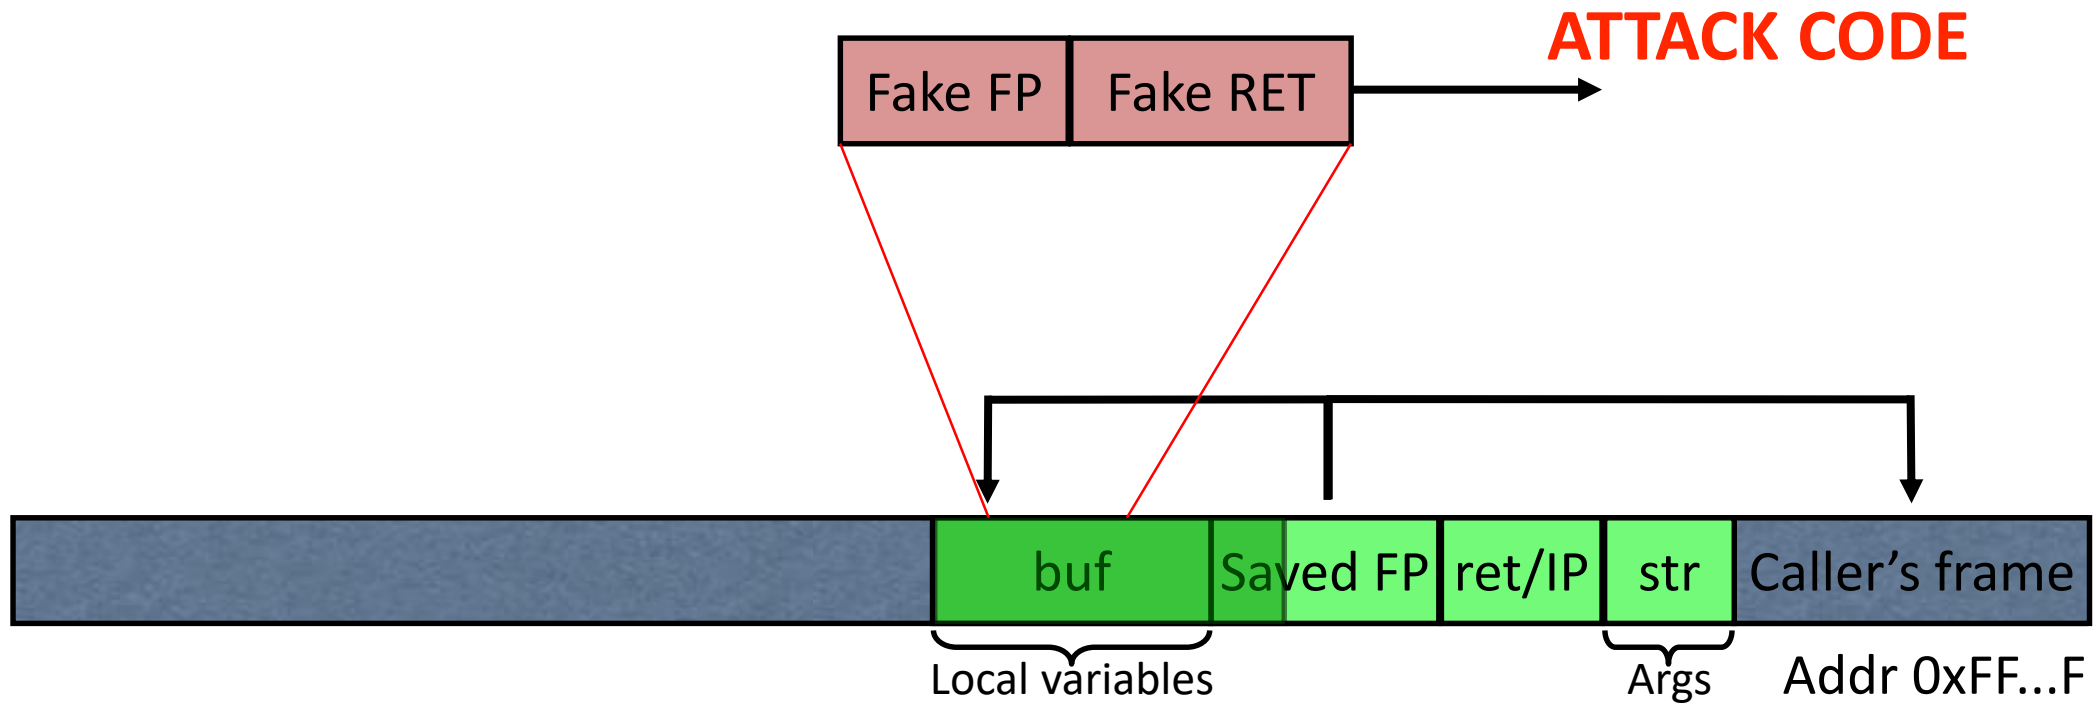 ATTACK CODE
Fake FP
Fake RET
buf
Saved FP
ret/IP
str
Caller’s frame
Local variables
Args
Addr 0xFF...F